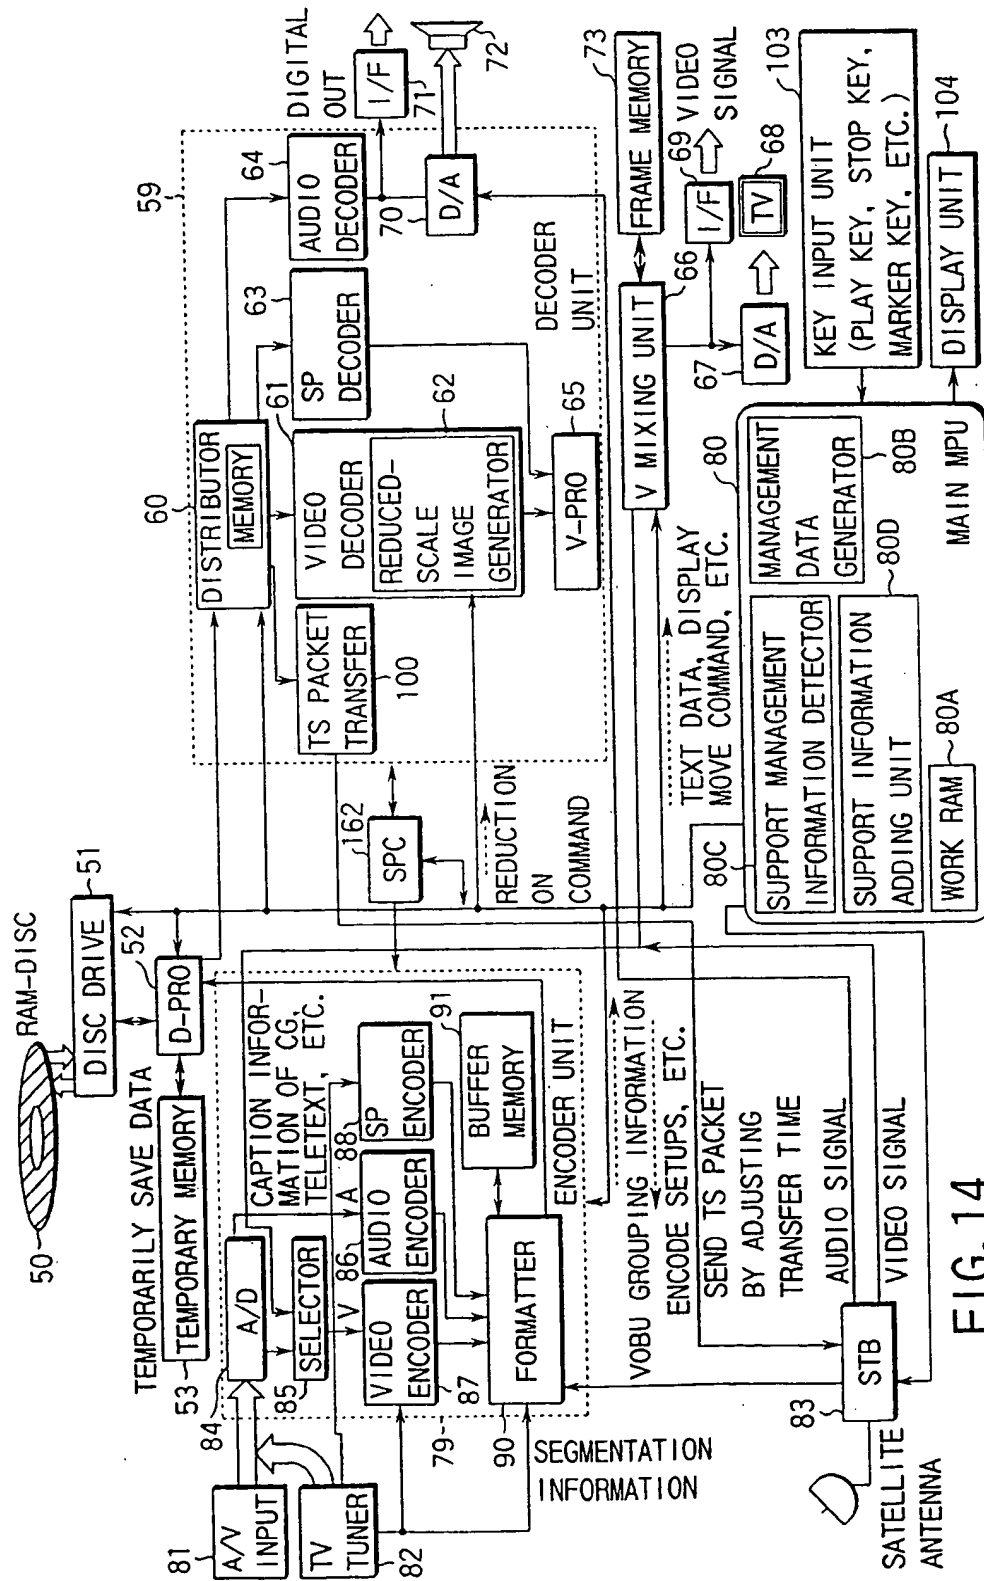 RAM-DISC
50
DISC DRIVE
51
52
D-PRO
TEMPORARILY SAVE DATA
TEMPORARY MEMORY
53
81
A/V
INPUT
TV
TUNER
82
84
A/D
CAPTION INFOR-
MATION OF CG,
TELETEXT, ETC.
SELECTOR
85
V
A
86
AUDIO
ENCODER
88
SP
ENCODER
VIDEO
ENCODER
87
91
BUFFER
MEMORY
79
90
FORMATTER
ENCODER UNIT
SEGMENTATION
INFORMATION
VOBU GROUPING INFORMATION
ENCODE SETUPS, ETC.
SEND TS PACKET
BY ADJUSTING
TRANSFER TIME
AUDIO SIGNAL
VIDEO SIGNAL
83
STB
SATELLITE
ANTENNA
59
60
DISTRIBUTOR
MEMORY
TS PACKET
TRANSFER
100
61
VIDEO
DECODER
62
REDUCED-
SCALE
IMAGE
GENERATOR
63
SP
DECODER
64
AUDIO
DECODER
65
V-PRO
DECODER
UNIT
70
D/A
DIGITAL
OUT
I/F
71
72
162
SPC
REDUCTION
ON
COMMAND
73
FRAME MEMORY
V MIXING UNIT
66
69
I/F
VIDEO
SIGNAL
67
D/A
TV
68
TEXT DATA, DISPLAY
MOVE COMMAND, ETC.
80
80C
SUPPORT MANAGEMENT
INFORMATION DETECTOR
MANAGEMENT
DATA
GENERATOR
80B
SUPPORT INFORMATION
ADDING UNIT
80D
WORK RAM
80A
MAIN MPU
103
KEY INPUT UNIT
(PLAY KEY, STOP KEY,
MARKER KEY, ETC.)
104
DISPLAY UNIT
FIG. 14